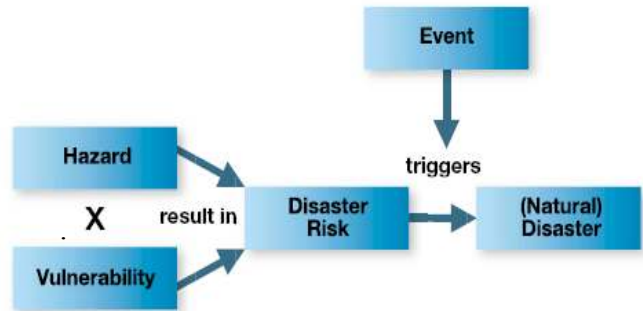 Event
triggers
Hazard
X
result in
Disaster
Risk
(Natural)
Disaster
Vulnerability